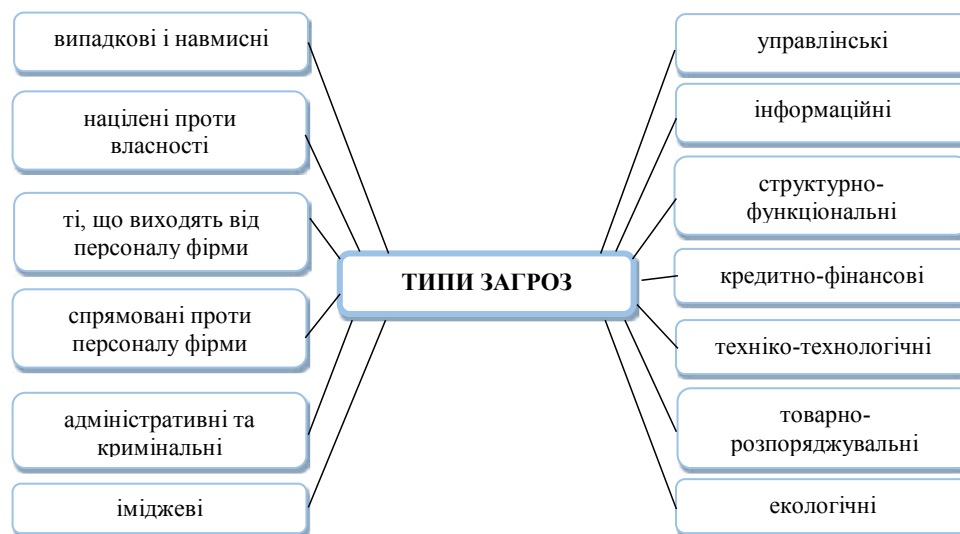 випадкові і навмисні
націлені проти
власності
ті, що виходять від
персоналу фірми
спрямовані проти
персоналу фірми
адміністративні та
кримінальні
іміджеві
ТИПИ ЗАГРОЗ
управлінські
інформаційні
структурно-
функціональні
кредитно-фінансові
техніко-технологічні
товарно-
розпоряджувальні
екологічні